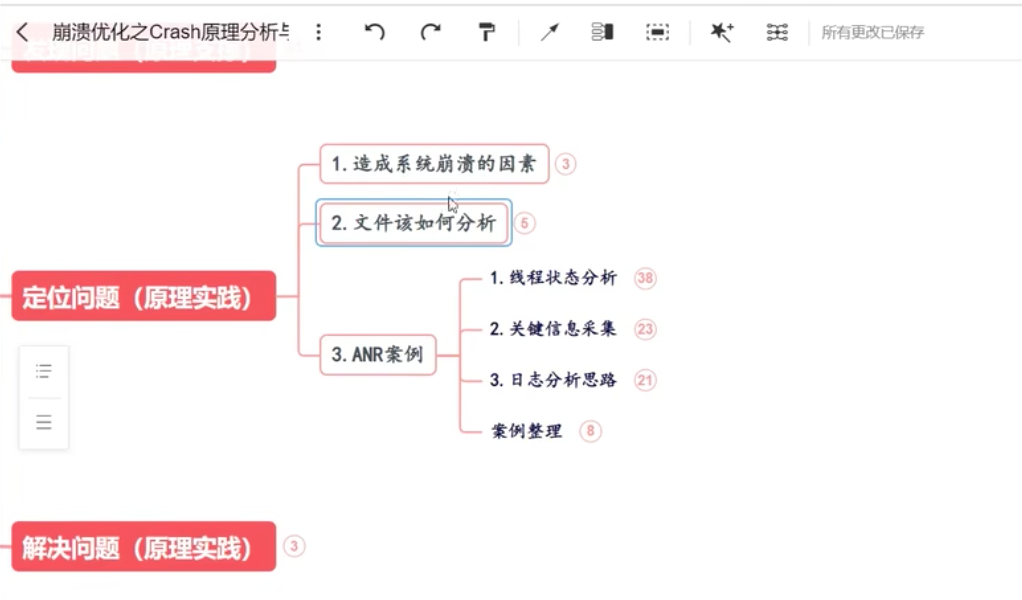 崩溃优化之Crash原理分析与
所有更改已保存
1.造成系统崩溃的因素 3
2.文件该如何分析 5
定位问题（原理实践）
3.ANR案例
1.线程状态分析 38
2.关键信息采集 23
3.日志分析思路 21
案例整理 8
解决问题（原理实践） 3